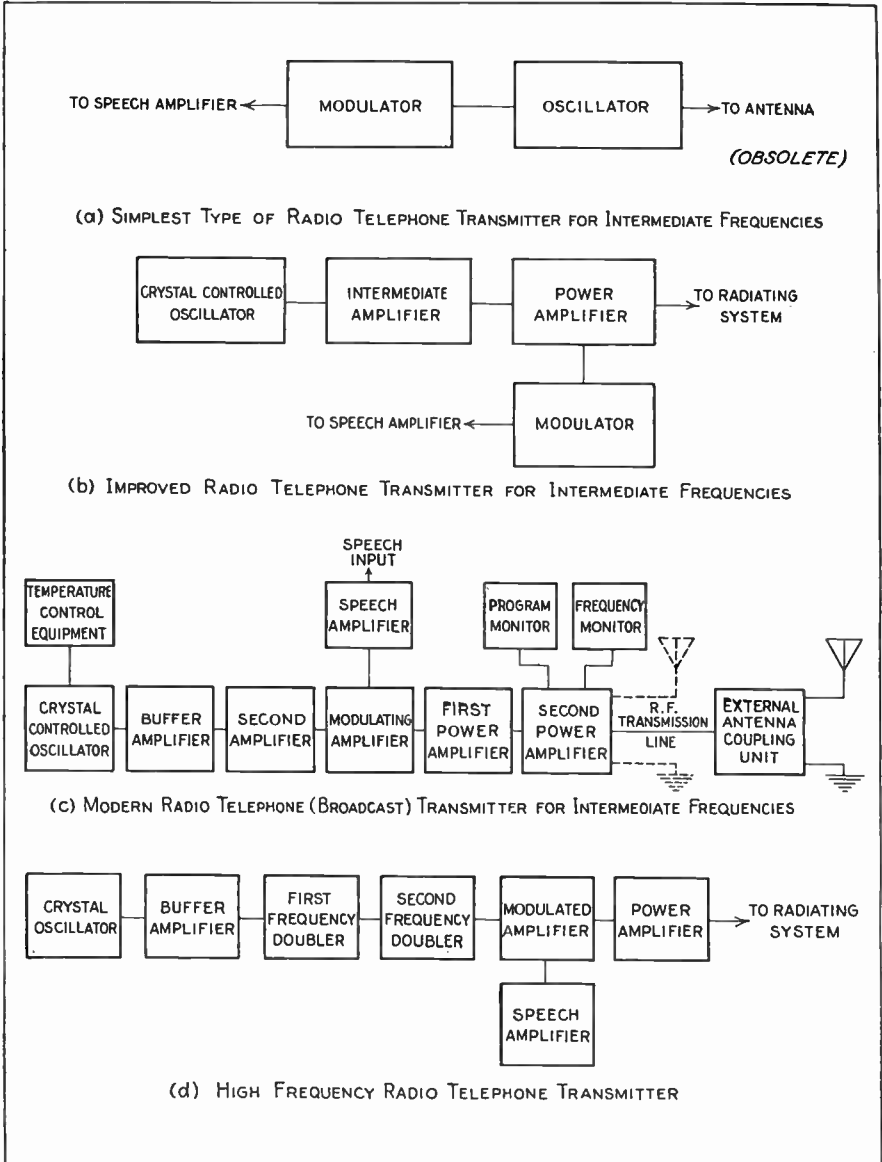 TO SPEECH AMPLIFIER
MODULATOR
OSCILLATOR
TO ANTENNA
(OBSOLETE)
(a) SIMPLEST TYPE OF RADIO TELEPHONE TRANSMITTER FOR INTERMEDIATE FREQUENCIES
CRYSTAL CONTROLLED
OSCILLATOR
INTERMEDIATE
AMPLIFIER
POWER
AMPLIFIER
TO RADIATING
SYSTEM
TO SPEECH AMPLIFIER
MODULATOR
(b) IMPROVED RADIO TELEPHONE TRANSMITTER FOR INTERMEDIATE FREQUENCIES
SPEECH
INPUT
TEMPERATURE
CONTROL
EQUIPMENT
SPEECH
AMPLIFIER
PROGRAM
MONITOR
FREQUENCY
MONITOR
CRYSTAL
CONTROLLED
OSCILLATOR
BUFFER
AMPLIFIER
SECOND
AMPLIFIER
MODULATING
AMPLIFIER
FIRST
POWER
AMPLIFIER
SECOND
POWER
AMPLIFIER
R.F.
TRANSMISSION
LINE
EXTERNAL
ANTENNA
COUPLING
UNIT
(c) MODERN RADIO TELEPHONE (BROADCAST) TRANSMITTER FOR INTERMEDIATE FREQUENCIES
CRYSTAL
OSCILLATOR
BUFFER
AMPLIFIER
FIRST
FREQUENCY
DOUBLER
SECOND
FREQUENCY
DOUBLER
MODULATED
AMPLIFIER
POWER
AMPLIFIER
TO RADIATING
SYSTEM
SPEECH
AMPLIFIER
(d) HIGH FREQUENCY RADIO TELEPHONE TRANSMITTER